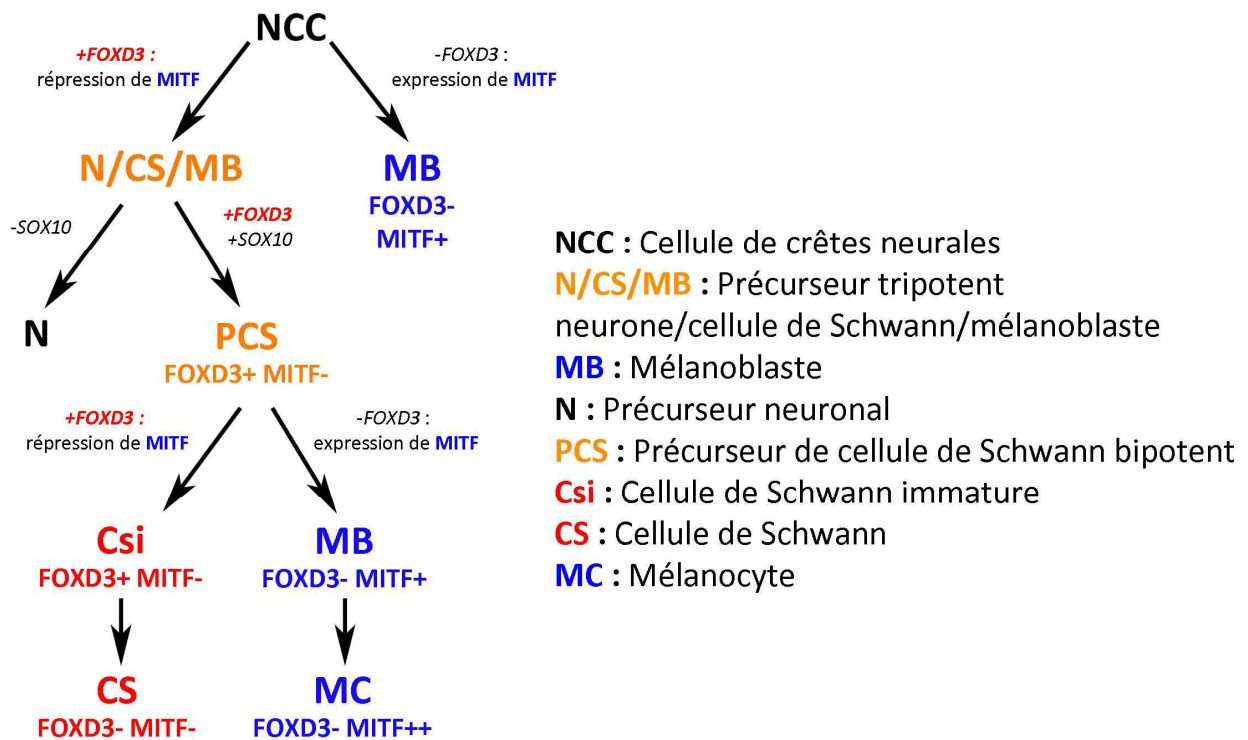 NCC
+FOXD3 :
répression de MITF
-FOXD3 :
expression de MITF
N/CS/MB
MB
FOXD3-
MITF+
-SOX10
+FOXD3
+SOX10
N
PCS
FOXD3+ MITF-
+FOXD3 :
répression de MITF
-FOXD3 :
expression de MITF
Csi
FOXD3+ MITF-
MB
FOXD3- MITF+
CS
FOXD3- MITF-
MC
FOXD3- MITF++
NCC : Cellule de crêtes neurales
N/CS/MB : Précurseur tripotent
neurone/cellule de Schwann/mélanoblaste
MB : Mélanoblaste
N : Précurseur neuronal
PCS : Précurseur de cellule de Schwann bipotent
Csi : Cellule de Schwann immature
CS : Cellule de Schwann
MC : Mélanocyte